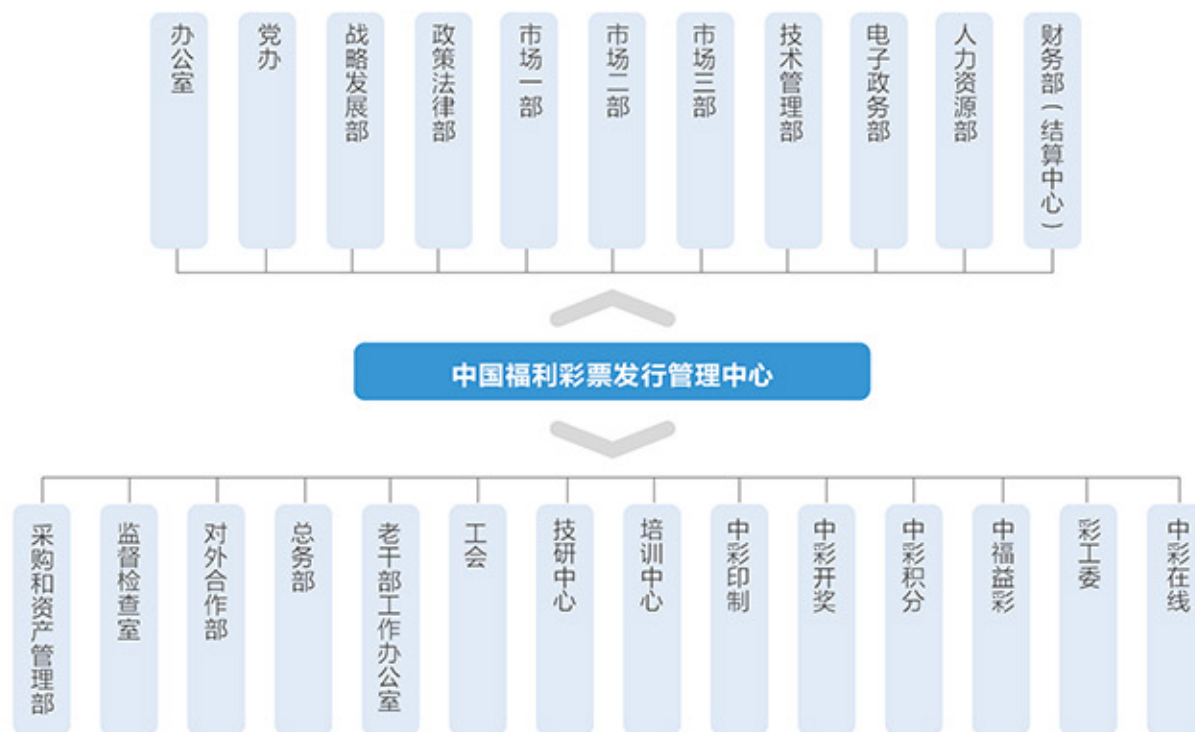 办公室
党办
战略发展部
政策法律部
市场一部
市场二部
市场三部
技术管理部
电子政务部
人力资源部
财务部(结算中心)
中国福利彩票发行管理中心
采购和资产管理部
监督检查室
对外合作部
总务部
老干部工作办公室
工会
技研中心
培训中心
中彩印制
中彩开奖
中彩积分
中福益彩
彩工委
中彩在线